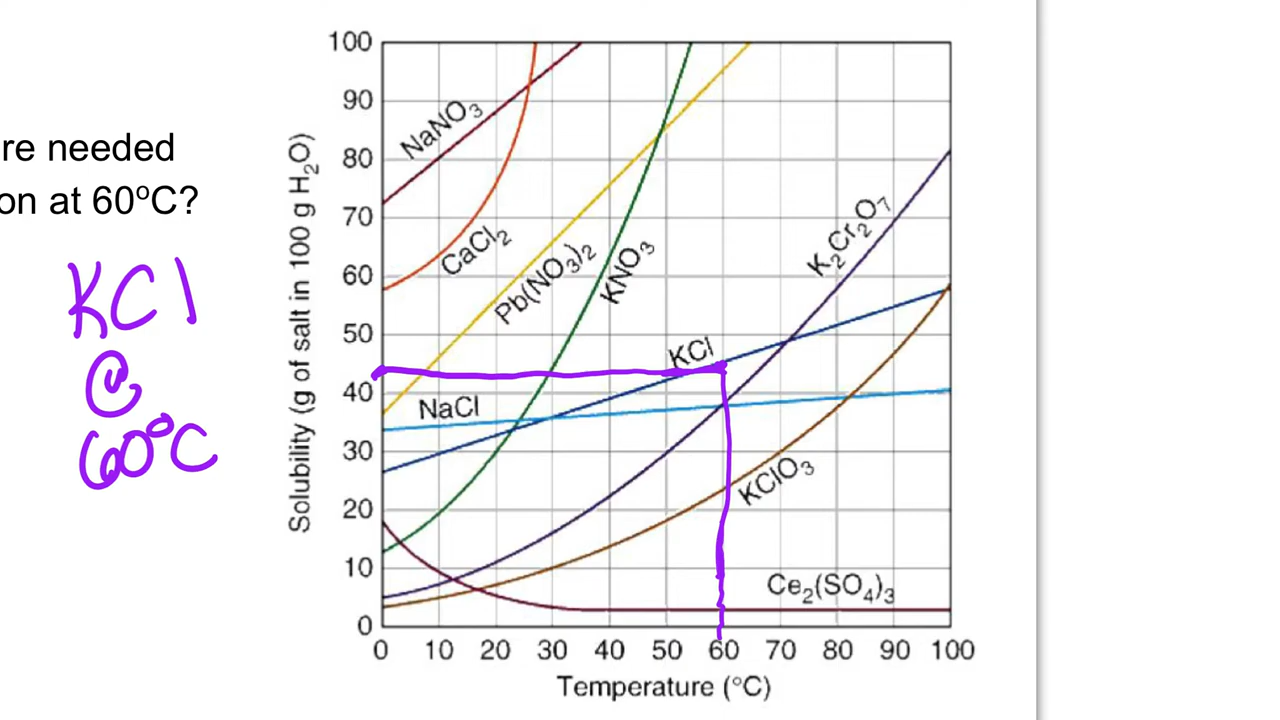 re needed
on at 60ºC?
KCl
@
60°C
Solubility (g of salt in 100 g H₂O)
100
90
80
70
60
50
40
30
20
10
0
NaNO₃
CaCl₂
Pb(NO₃)₂
KNO₃
K₂Cr₂O₇
KCl
NaCl
KClO₃
Ce₂(SO₄)₃
0 10 20 30 40 50 60 70 80 90 100
Temperature (°C)